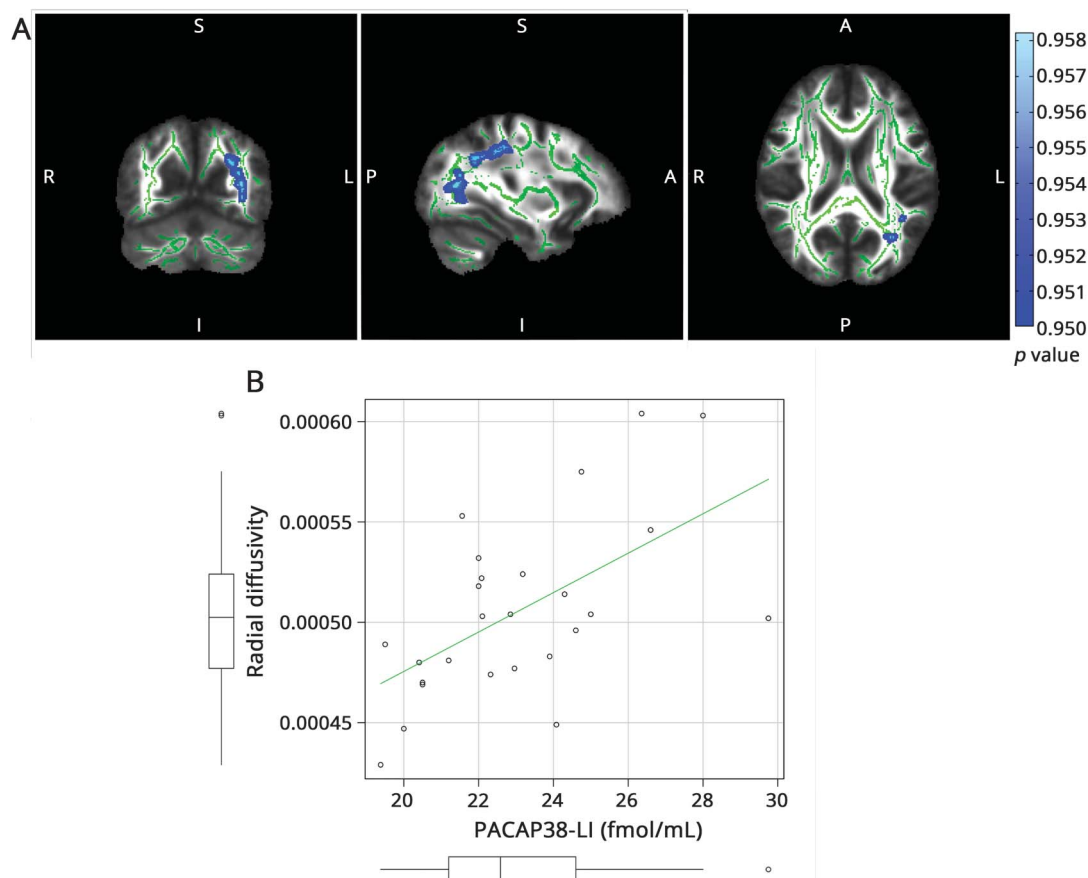 A
S
R
L
I
S
P
A
I
A
R
L
P
0.958
0.957
0.956
0.955
0.954
0.953
0.952
0.951
0.950
p value
B
Radial diffusivity
0.00060
0.00055
0.00050
0.00045
20 22 24 26 28 30
PACAP38-LI (fmol/mL)